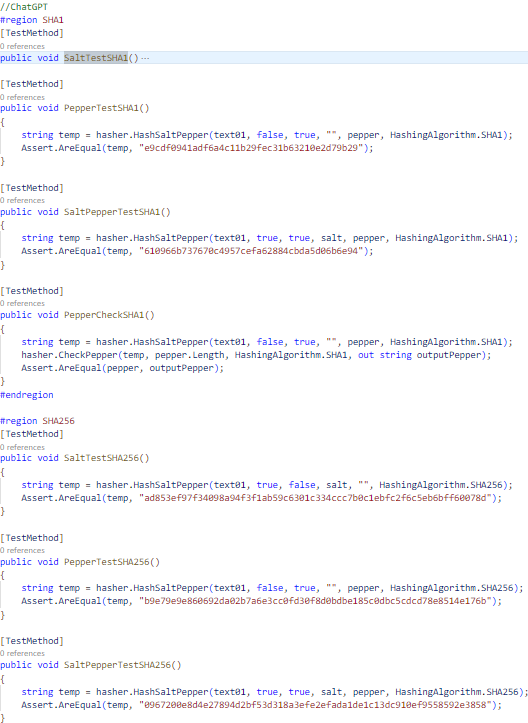 //ChatGPT
#region SHA1
[TestMethod]
0 references
public void SaltTestSHA1() ...
[TestMethod]
0 references
public void PepperTestSHA1()
{
string temp = hasher.HashSaltPepper(text01, false, true, "", pepper, HashingAlgorithm.SHA1);
Assert.AreEqual(temp, "e9cdf0941adf6a4c11b29fec31b63210e2d79b29");
}
[TestMethod]
0 references
public void SaltPepperTestSHA1()
{
string temp = hasher.HashSaltPepper(text01, true, true, salt, pepper, HashingAlgorithm.SHA1);
Assert.AreEqual(temp, "610966b737670c4957cefa62884cbda5d06b6e94");
}
[TestMethod]
0 references
public void PepperCheckSHA1()
{
string temp = hasher.HashSaltPepper(text01, false, true, "", pepper, HashingAlgorithm.SHA1);
hasher.CheckPepper(temp, pepper.Length, HashingAlgorithm.SHA1, out string outputPepper);
Assert.AreEqual(pepper, outputPepper);
}
#endregion
#region SHA256
[TestMethod]
0 references
public void SaltTestSHA256()
{
string temp = hasher.HashSaltPepper(text01, true, false, salt, "", HashingAlgorithm.SHA256);
Assert.AreEqual(temp, "ad853ef97f34098a94f3f1ab59c6301c334ccc7b0c1ebfc2f6c5eb6bff60078d");
}
[TestMethod]
0 references
public void PepperTestSHA256()
{
string temp = hasher.HashSaltPepper(text01, false, true, "", pepper, HashingAlgorithm.SHA256);
Assert.AreEqual(temp, "b9e79e9e860692da02b7a6e3cc0fd30f8d0bdbe185c0dbc5cdcd78e8514e176b");
}
[TestMethod]
0 references
public void SaltPepperTestSHA256()
{
string temp = hasher.HashSaltPepper(text01, true, true, salt, pepper, HashingAlgorithm.SHA256);
Assert.AreEqual(temp, "0967200e8d4e27894d2bf53d318a3efe2efada1de1c13dc910ef9558592e3858");
}